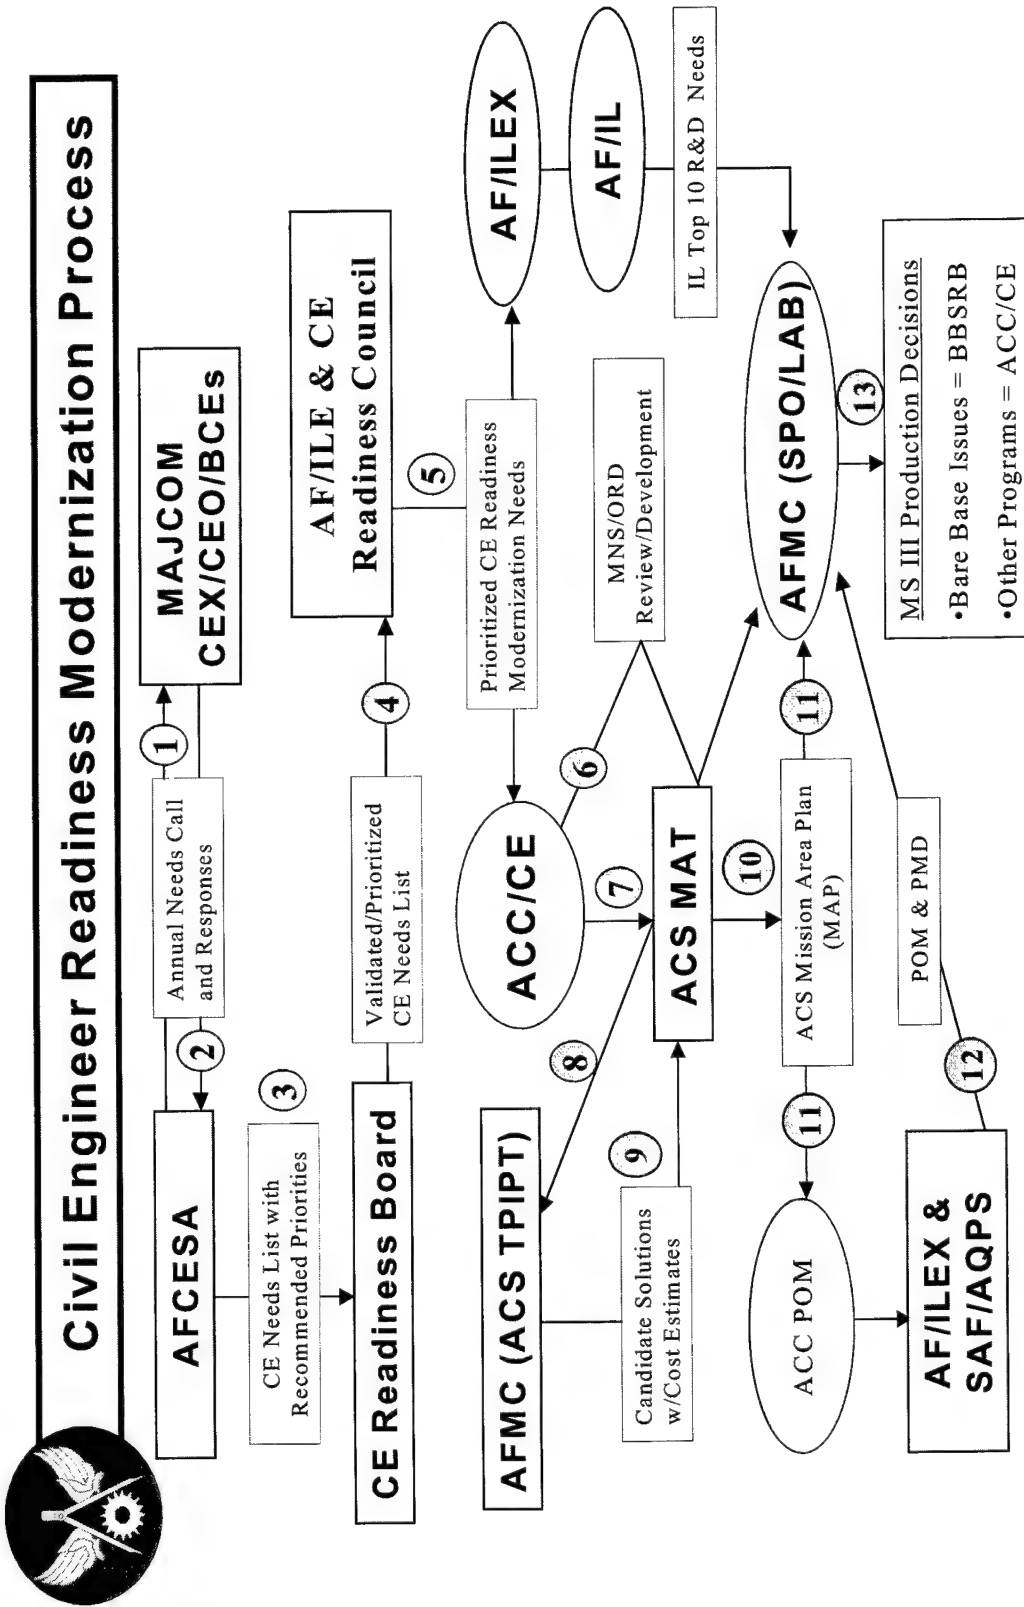 Civil Engineer Readiness Modernization Process
AFCESA
Annual Needs Call
and Responses
1
2
MAJCOM
CEX/CEO/BCEs
CE Needs List with
Recommended Priorities
3
CE Readiness Board
Validated/Prioritized
CE Needs List
4
AF/ILE & CE
Readiness Council
5
Prioritized CE Readiness
Modernization Needs
AF/ILEX
AF/IL
IL Top 10 R&D Needs
ACC/CE
6
MNS/ORD
Review/Development
7
AFMC (ACS TPIPT)
8
Candidate Solutions
w/Cost Estimates
9
ACS MAT
10
ACS Mission Area Plan
(MAP)
11
11
ACC POM
AFMC (SPO/LAB)
AF/ILEX &
SAF/AQPS
12
POM & PMD
13
MS III Production Decisions
•Bare Base Issues = BBSRB
•Other Programs = ACC/CE